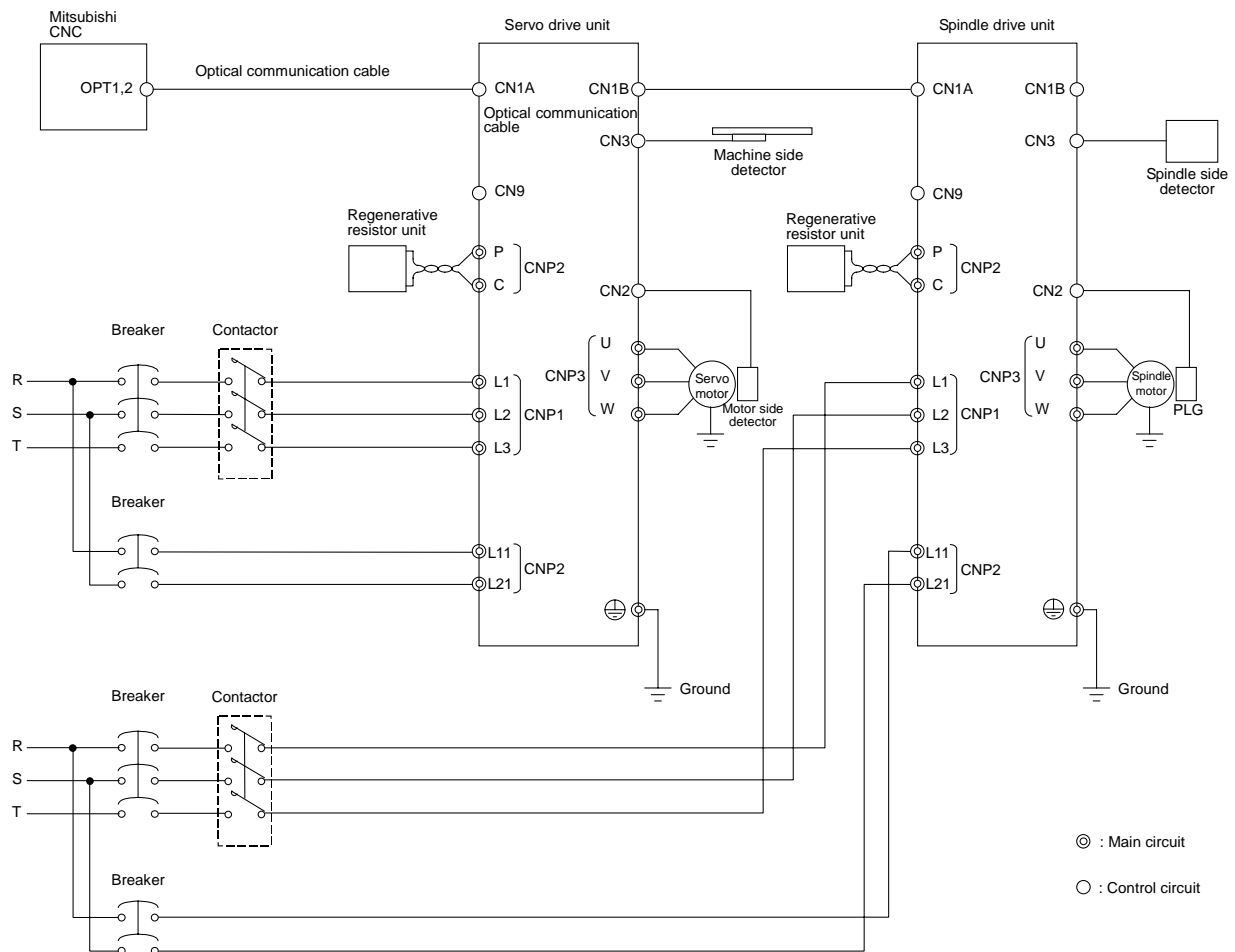 Mitsubishi
CNC
OPT1,2
Optical communication cable
Servo drive unit
CN1A
CN1B
Optical communication
cable
CN3
Machine side
detector
CN9
Regenerative
resistor unit
P
C
CNP2
CN2
Breaker
Contactor
R
S
T
L1
L2
L3
CNP1
CNP3
U
V
W
Servo
motor
Motor side
detector
Breaker
L11
L21
CNP2
Ground
Spindle drive unit
CN1A
CN1B
CN3
Spindle side
detector
CN9
Regenerative
resistor unit
P
C
CNP2
CN2
L1
L2
L3
CNP1
CNP3
U
V
W
Spindle
motor
PLG
L11
L21
CNP2
Ground
Breaker
Contactor
R
S
T
Breaker
: Main circuit
: Control circuit